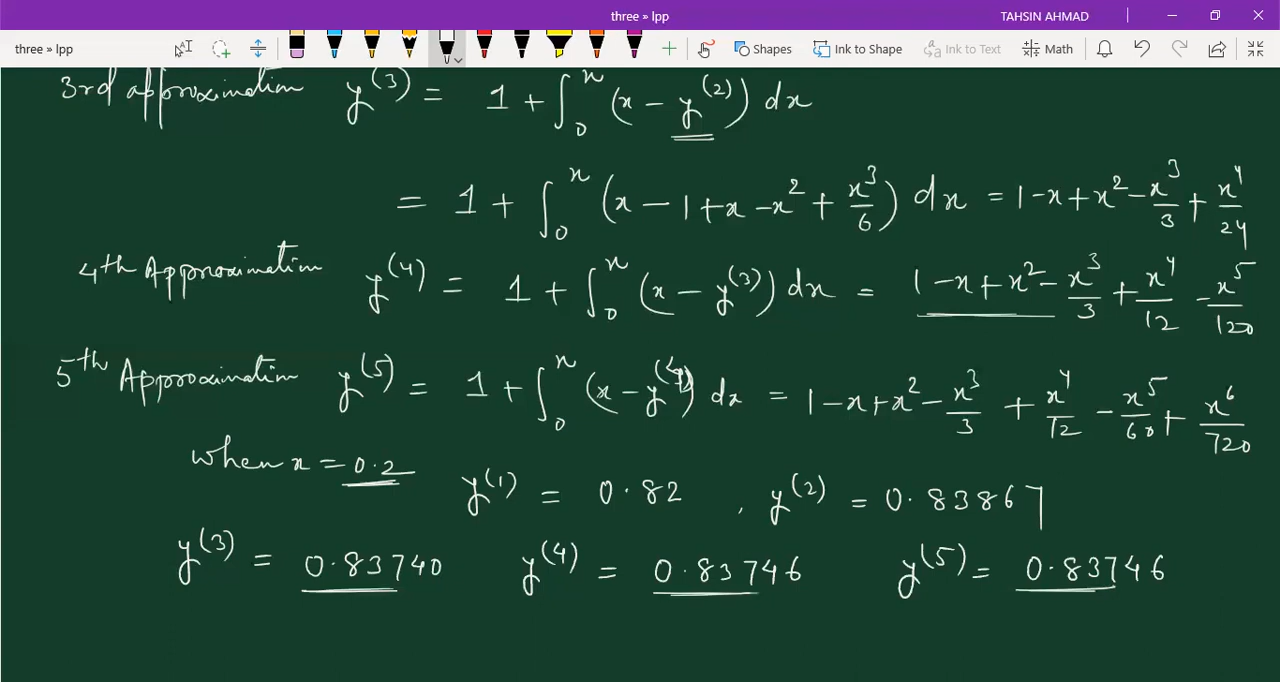 three » lpp
TAHSIN AHMAD
three » lpp
Shapes Ink to Shape Ink to Text Math
3rd approximation y^(3) = 1 + ∫_0^x (x - y^(2)) dx
= 1 + ∫_0^x (x - 1 + x - x^2 + x^3/6) dx = 1 - x + x^2 - x^3/3 + x^4/24
4th Approximation y^(4) = 1 + ∫_0^x (x - y^(3)) dx = 1 - x + x^2 - x^3/3 + x^4/12 - x^5/120
5th Approximation y^(5) = 1 + ∫_0^x (x - y^(4)) dx = 1 - x + x^2 - x^3/3 + x^4/12 - x^5/60 + x^6/720
when x = 0.2
y^(1) = 0.82 , y^(2) = 0.83867
y^(3) = 0.83740 y^(4) = 0.83746 y^(5) = 0.83746